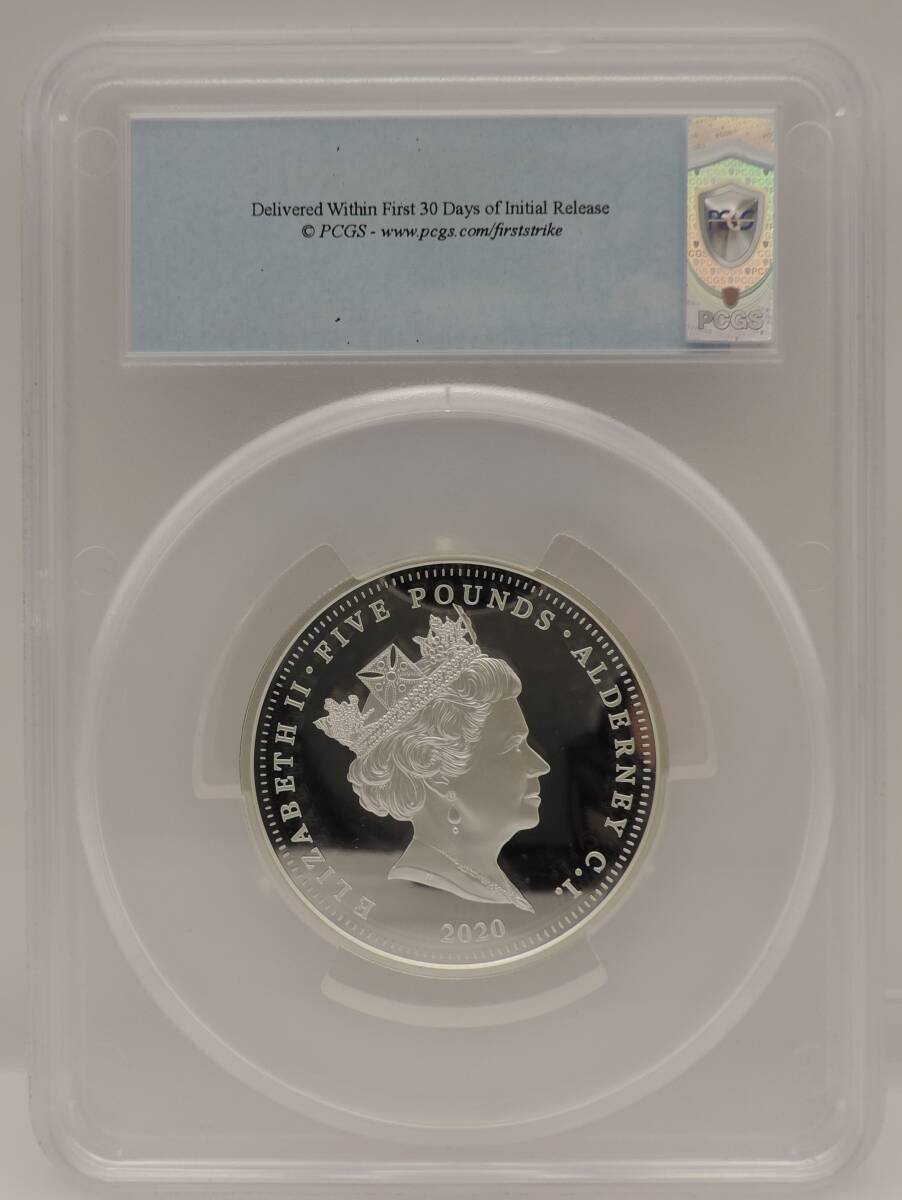 Delivered Within First 30 Days of Initial Release
© PCGS - www.pcgs.com/firststrike
PCGS
PCGS
ELIZABETH II · FIVE POUNDS · ALDERNEY C.I.
2020